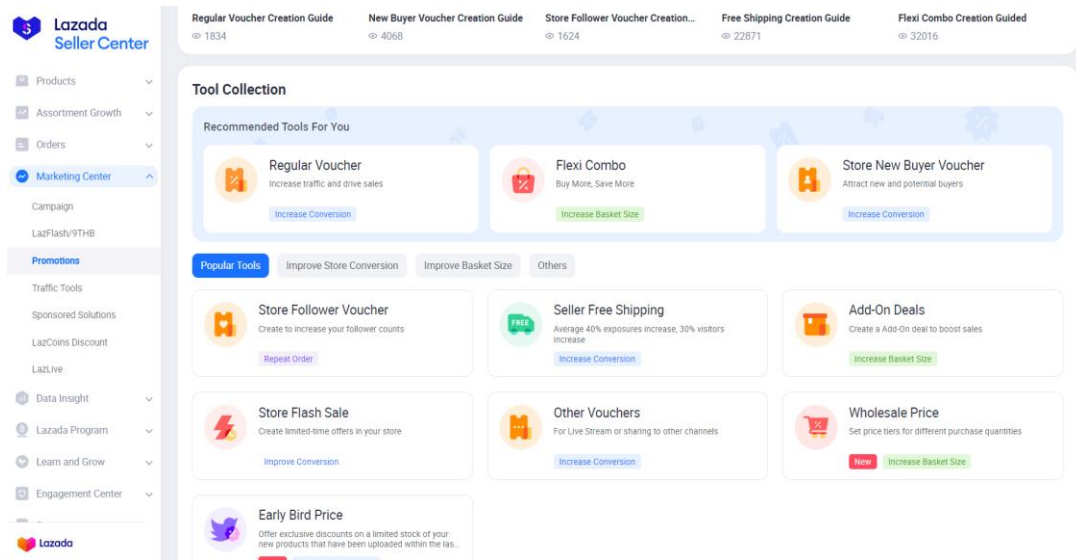 Lazada
Seller Center
Products
Assortment Growth
Orders
Marketing Center
Campaign
LazFlash/9THB
Promotions
Traffic Tools
Sponsored Solutions
LazCoins Discount
LazLive
Data Insight
Lazada Program
Learn and Grow
Engagement Center
Lazada
Regular Voucher Creation Guide
1834
New Buyer Voucher Creation Guide
4068
Store Follower Voucher Creation...
1624
Free Shipping Creation Guide
22871
Flexi Combo Creation Guided
32016
Tool Collection
Recommended Tools For You
Regular Voucher
Increase traffic and drive sales
Increase Conversion
Flexi Combo
Buy More, Save More
Increase Basket Size
Store New Buyer Voucher
Attract new and potential buyers
Increase Conversion
Popular Tools
Improve Store Conversion
Improve Basket Size
Others
Store Follower Voucher
Create to increase your follower counts
Repeat Order
FREE
Seller Free Shipping
Average 40% exposures increase, 30% visitors
increase
Increase Conversion
Add-On Deals
Create a Add-On deal to boost sales
Increase Basket Size
Store Flash Sale
Create limited-time offers in your store
Improve Conversion
Other Vouchers
For Live Stream or sharing to other channels
Increase Conversion
Wholesale Price
Set price tiers for different purchase quantities
New
Increase Basket Size
Early Bird Price
Offer exclusive discounts on a limited stock of your
new products that have been uploaded within the las...